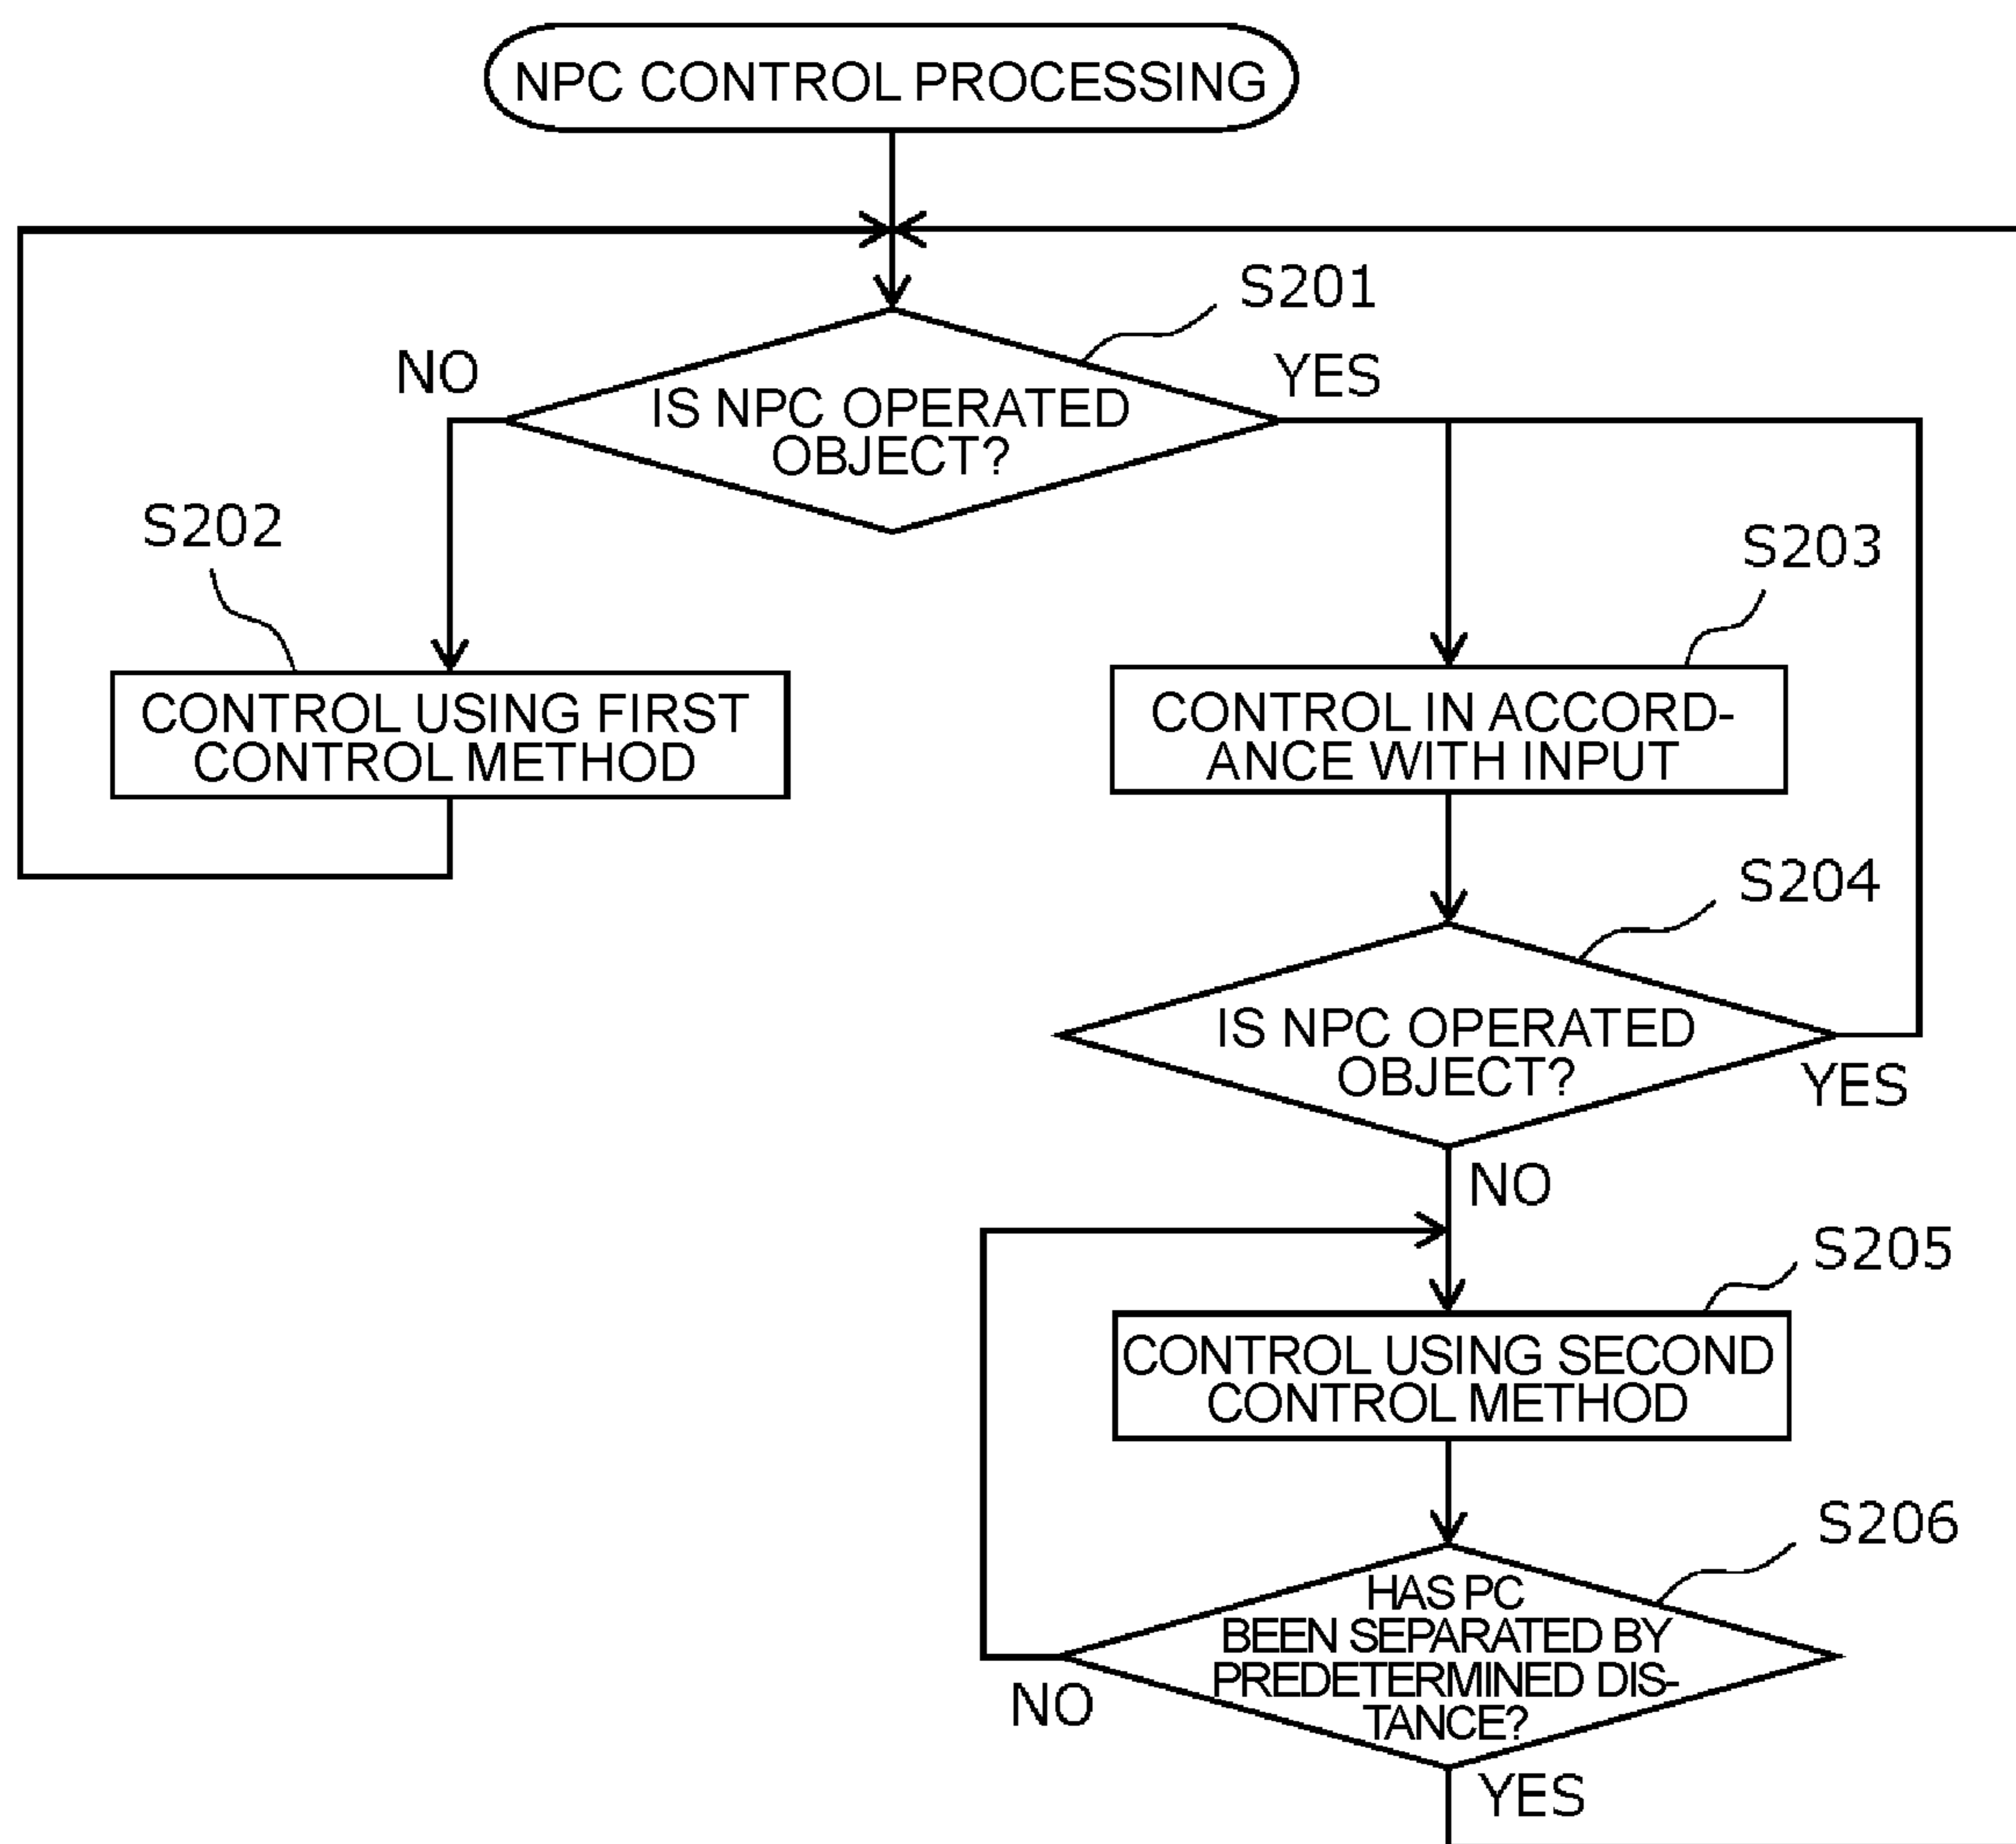 NPC CONTROL PROCESSING
S201
NO
YES
IS NPC OPERATED
OBJECT?
S202
S203
CONTROL USING FIRST
CONTROL METHOD
CONTROL IN ACCORD-
ANCE WITH INPUT
S204
IS NPC OPERATED
OBJECT?
YES
NO
S205
CONTROL USING SECOND
CONTROL METHOD
S206
HAS PC
BEEN SEPARATED BY
PREDETERMINED DIS-
TANCE?
NO
YES